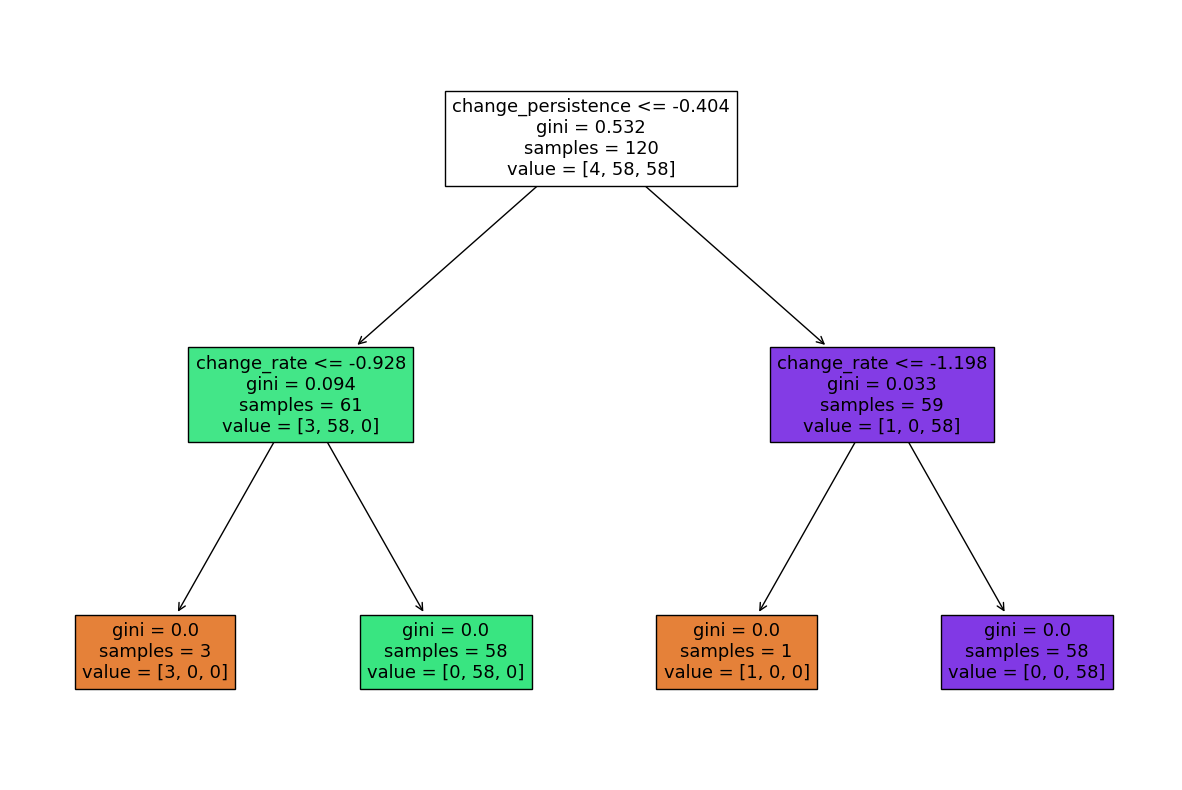 change_persistence <= -0.404
gini = 0.532
samples = 120
value = [4, 58, 58]
change_rate <= -0.928
gini = 0.094
samples = 61
value = [3, 58, 0]
change_rate <= -1.198
gini = 0.033
samples = 59
value = [1, 0, 58]
gini = 0.0
samples = 3
value = [3, 0, 0]
gini = 0.0
samples = 58
value = [0, 58, 0]
gini = 0.0
samples = 1
value = [1, 0, 0]
gini = 0.0
samples = 58
value = [0, 0, 58]